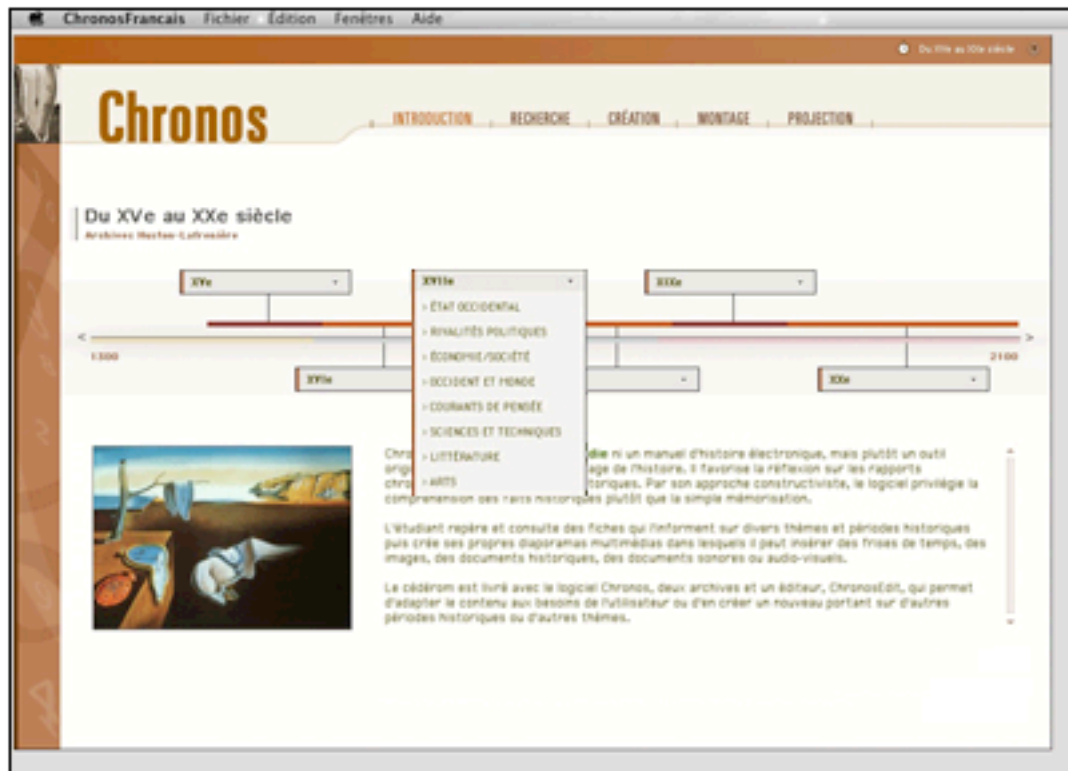 ChronosFrancais Fichier Édition Fenêtres Aide
Du XVe au XXe siècle
Chronos
INTRODUCTION RECHERCHE CRÉATION MONTAGE PROJECTION
Du XVe au XXe siècle
Archives
XVe
XVIIe
XIXe
› ÉTAT OCCIDENTAL
› RIVALITÉS POLITIQUES
< >
1300 2100
› ÉCONOMIE/SOCIÉTÉ
XVIe
› OCCIDENT ET MONDE
XXe
› COURANTS DE PENSÉE
› SCIENCES ET TECHNIQUES
› LITTÉRATURE
› ARTS
Chro die ni un manuel d'histoire électronique, mais plutôt un outil
origi age de l'histoire. Il favorise la réflexion sur les rapports
chro toriques. Par son approche constructiviste, le logiciel privilégie la
compréhension des faits historiques plutôt que la simple mémorisation.
L'étudiant repère et consulte des fiches qui l'informent sur divers thèmes et périodes historiques
puis crée ses propres diaporamas multimédias dans lesquels il peut insérer des frises de temps, des
images, des documents historiques, des documents sonores ou audio-visuels.
Le cédérom est livré avec le logiciel Chronos, deux archives et un éditeur, ChronosEdit, qui permet
d'adapter le contenu aux besoins de l'utilisateur ou d'en créer un nouveau portant sur d'autres
périodes historiques ou d'autres thèmes.